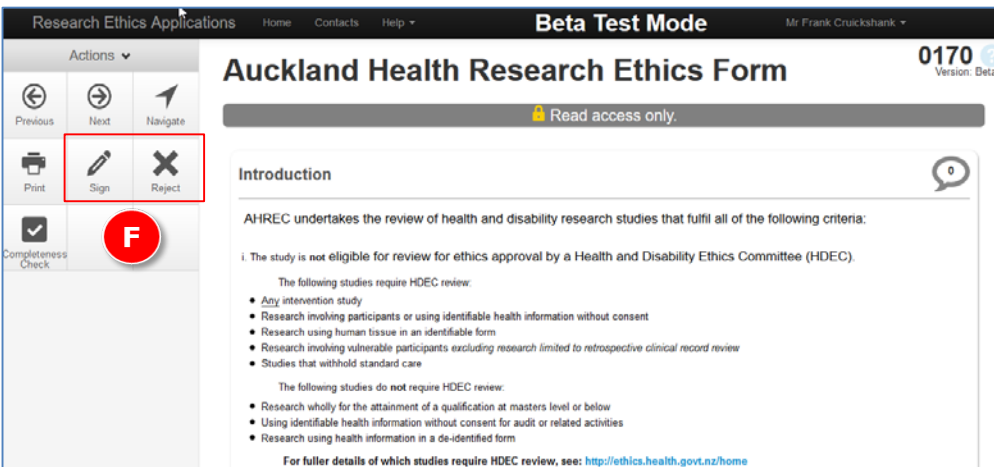 Research Ethics Applications Home Contacts Help Beta Test Mode Mr Frank Cruickshank
Actions
Previous Next Navigate
Print Sign Reject
Completeness
Check
F
Auckland Health Research Ethics Form
0170
Version: Beta
Read access only.
Introduction
0
AHREC undertakes the review of health and disability research studies that fulfil all of the following criteria:
i. The study is not eligible for review for ethics approval by a Health and Disability Ethics Committee (HDEC).
The following studies require HDEC review:
• Any intervention study
• Research involving participants or using identifiable health information without consent
• Research using human tissue in an identifiable form
• Research involving vulnerable participants excluding research limited to retrospective clinical record review
• Studies that withhold standard care
The following studies do not require HDEC review:
• Research wholly for the attainment of a qualification at masters level or below
• Using identifiable health information without consent for audit or related activities
• Research using health information in a de-identified form
For fuller details of which studies require HDEC review, see: http://ethics.health.govt.nz/home